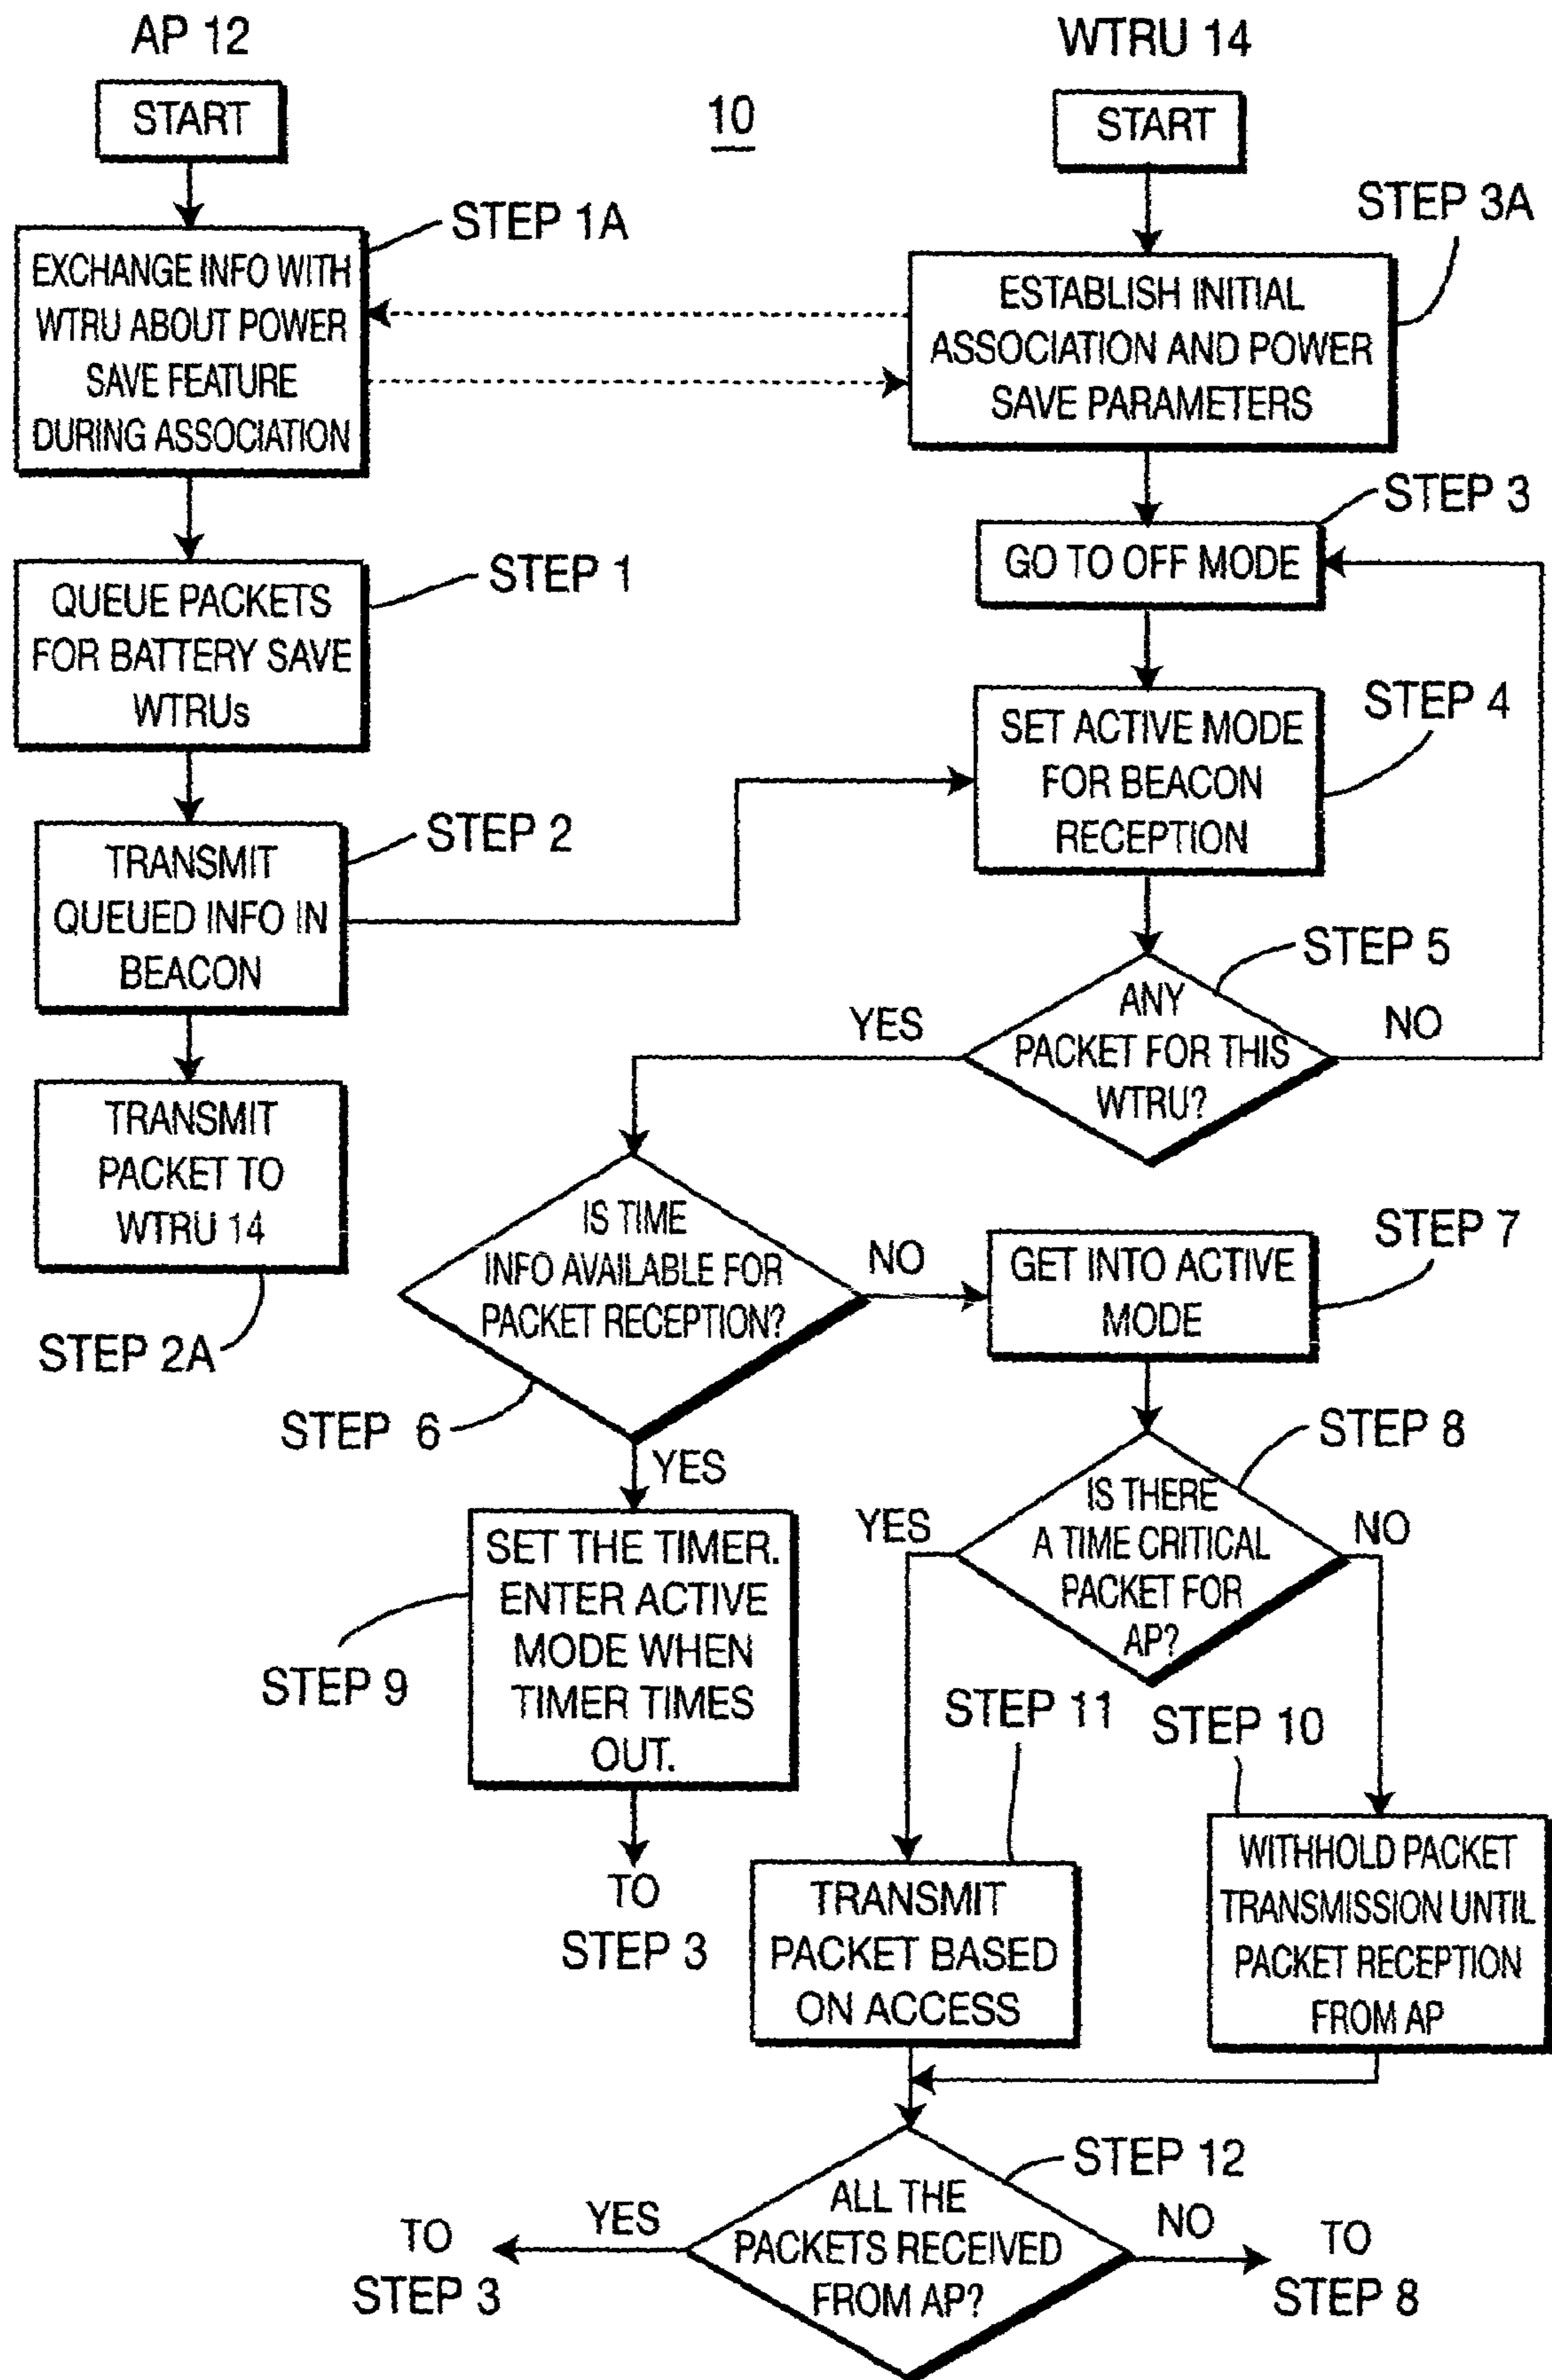 AP 12
START
STEP 1A
EXCHANGE INFO WITH
WTRU ABOUT POWER
SAVE FEATURE
DURING ASSOCIATION
STEP 1
QUEUE PACKETS
FOR BATTERY SAVE
WTRUs
STEP 2
TRANSMIT
QUEUED INFO IN
BEACON
TRANSMIT
PACKET TO
WTRU 14
STEP 2A
10
WTRU 14
START
STEP 3A
ESTABLISH INITIAL
ASSOCIATION AND POWER
SAVE PARAMETERS
STEP 3
GO TO OFF MODE
STEP 4
SET ACTIVE MODE
FOR BEACON
RECEPTION
STEP 5
ANY
PACKET FOR THIS
WTRU?
YES
NO
IS TIME
INFO AVAILABLE FOR
PACKET RECEPTION?
STEP 6
NO
YES
STEP 7
GET INTO ACTIVE
MODE
STEP 8
IS THERE
A TIME CRITICAL
PACKET FOR
AP?
YES
NO
SET THE TIMER.
ENTER ACTIVE
MODE WHEN
TIMER TIMES
OUT.
STEP 9
TO
STEP 3
STEP 11
TRANSMIT
PACKET BASED
ON ACCESS
STEP 10
WITHHOLD PACKET
TRANSMISSION UNTIL
PACKET RECEPTION
FROM AP
STEP 12
ALL THE
PACKETS RECEIVED
FROM AP?
YES
TO
STEP 3
NO
TO
STEP 8